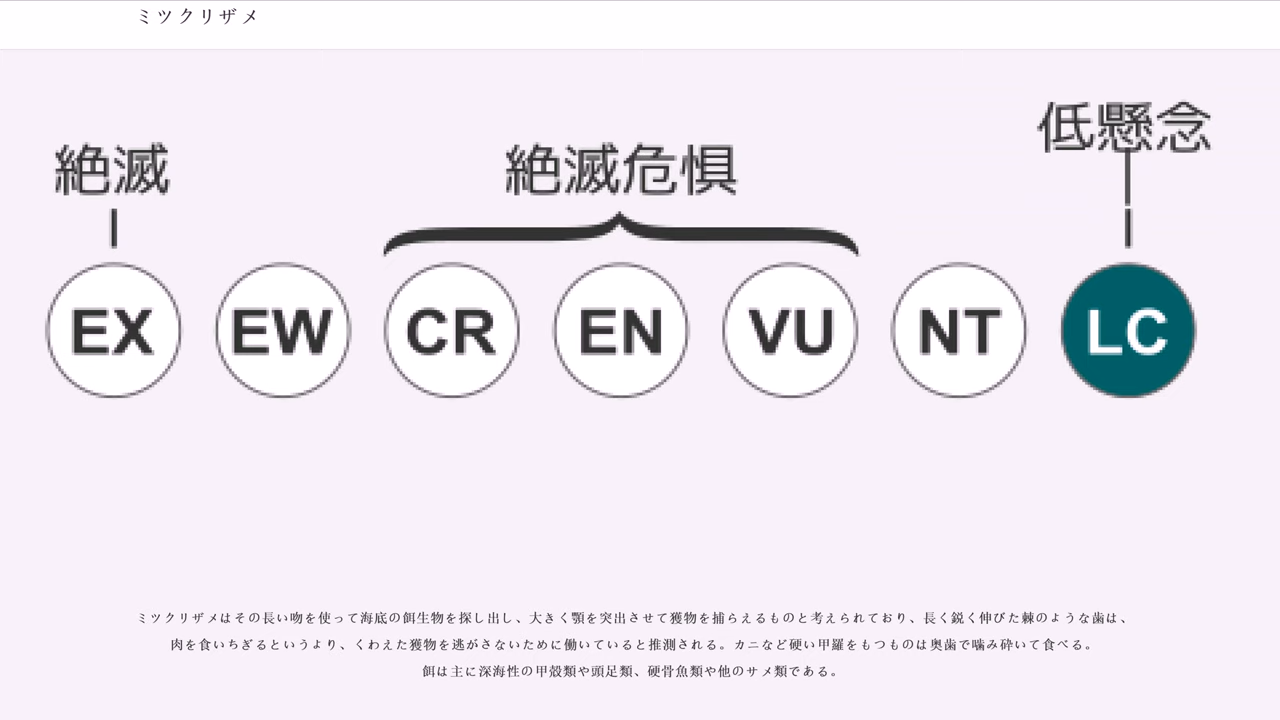 ミツクリザメ
低懸念
絶滅
絶滅危惧
EX EW CR EN VU NT LC
ミツクリザメはその長い吻を使って海底の餌生物を探し出し、大きく顎を突出させて獲物を捕らえるものと考えられており、長く鋭く伸びた棘のような歯は、
肉を食いちぎるというより、くわえた獲物を逃がさないために働いていると推測される。カニなど硬い甲羅をもつものは奥歯で噛み砕いて食べる。
餌は主に深海性の甲殻類や頭足類、硬骨魚類や他のサメ類である。